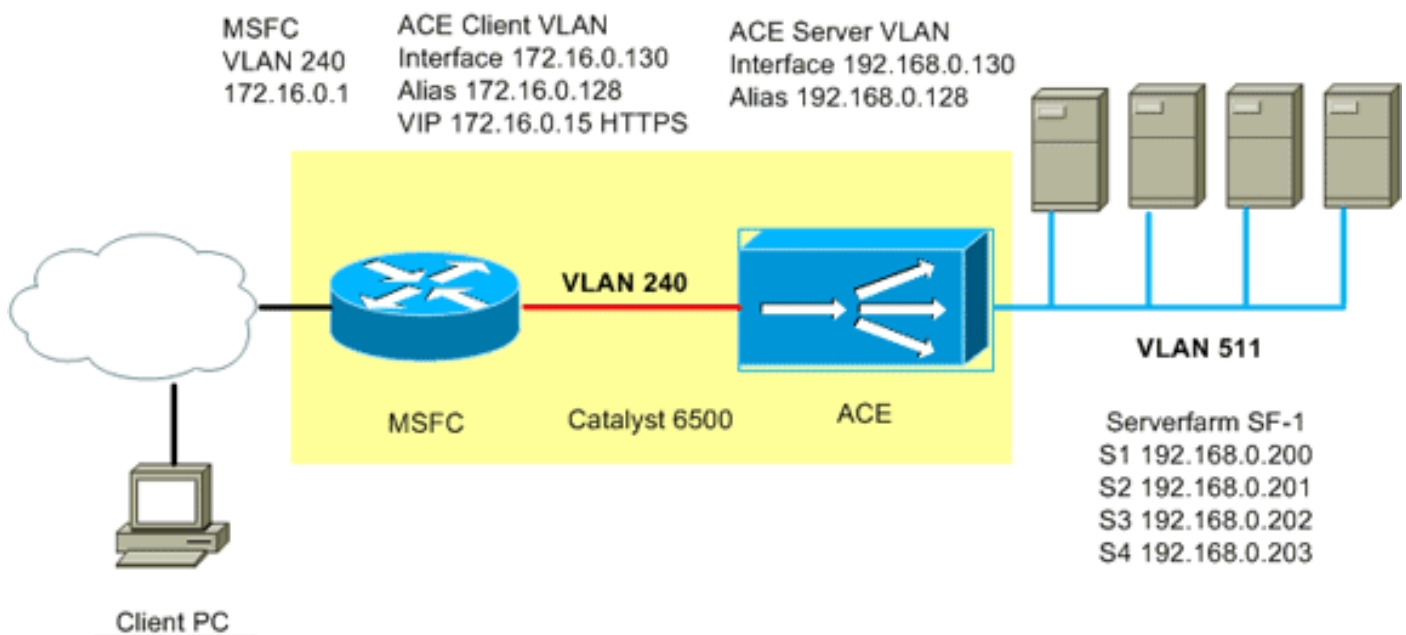 MSFC
VLAN 240
172.16.0.1
ACE Client VLAN
Interface 172.16.0.130
Alias 172.16.0.128
VIP 172.16.0.15 HTTPS
ACE Server VLAN
Interface 192.168.0.130
Alias 192.168.0.128
VLAN 240
MSFC
Catalyst 6500
ACE
VLAN 511
Serverfarm SF-1
S1 192.168.0.200
S2 192.168.0.201
S3 192.168.0.202
S4 192.168.0.203
Client PC